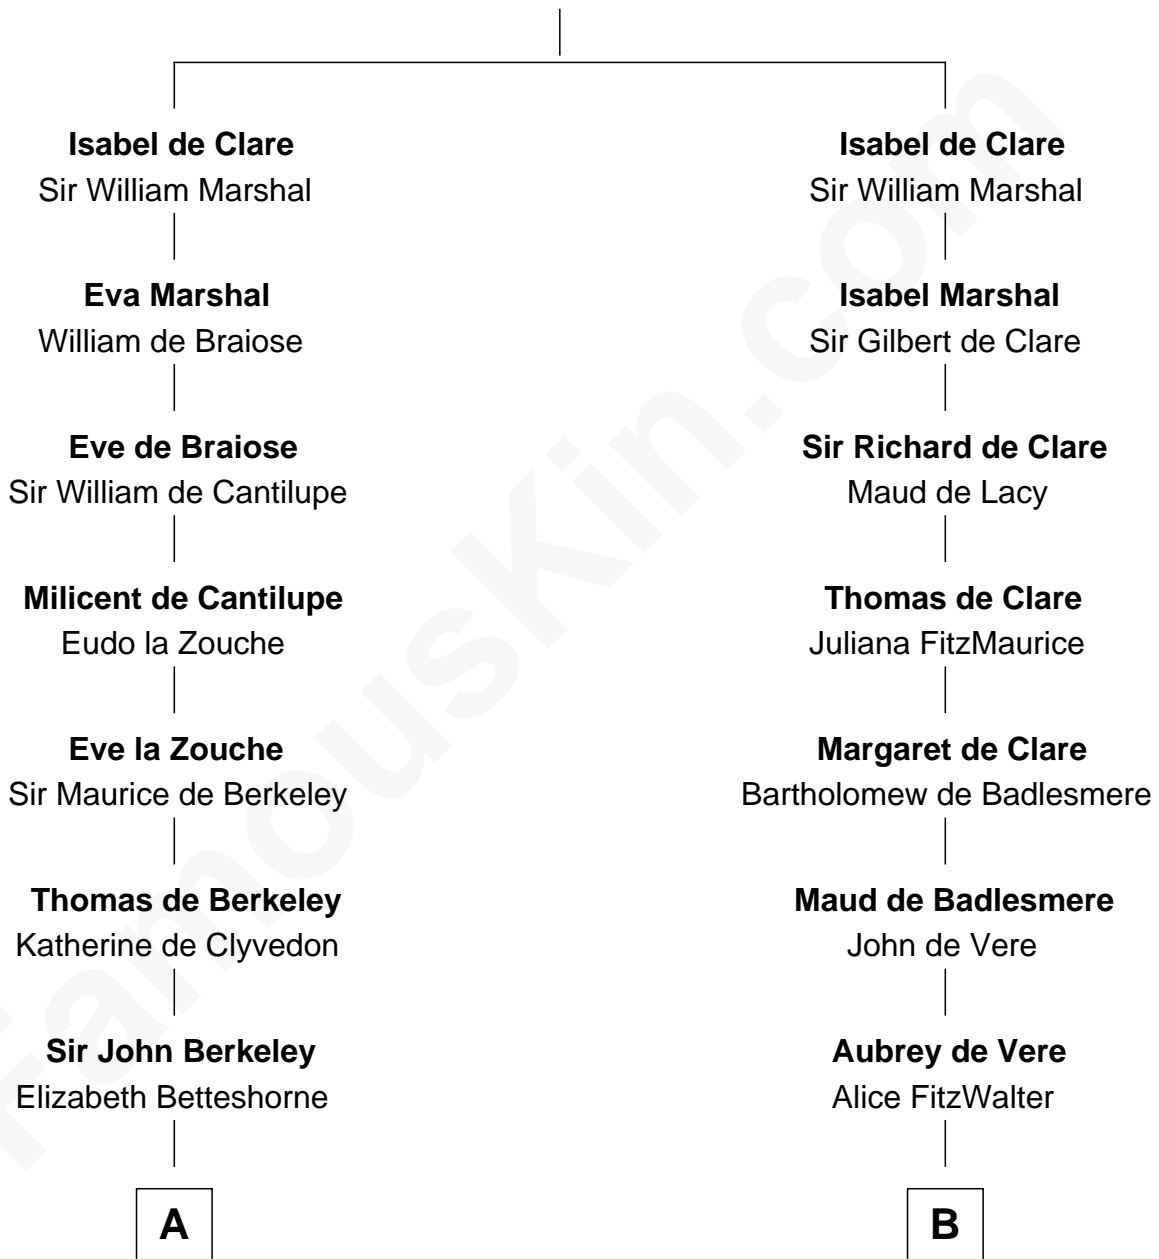 Isabel de Clare
Sir William Marshal
Eva Marshal
William de Braiose
Eve de Braiose
Sir William de Cantilupe
Milicent de Cantilupe
Eudo la Zouche
Eve la Zouche
Sir Maurice de Berkeley
Thomas de Berkeley
Katherine de Clyvedon
Sir John Berkeley
Elizabeth Betteshorne
A
Isabel de Clare
Sir William Marshal
Isabel Marshal
Sir Gilbert de Clare
Sir Richard de Clare
Maud de Lacy
Thomas de Clare
Juliana FitzMaurice
Margaret de Clare
Bartholomew de Badlesmere
Maud de Badlesmere
John de Vere
Aubrey de Vere
Alice FitzWalter
B
FamousKin.com